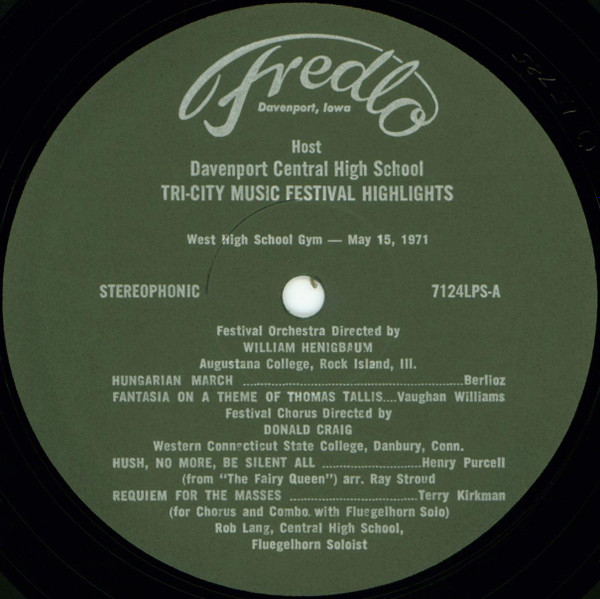 Fredlo
Davenport, Iowa
Host
Davenport Central High School
TRI-CITY MUSIC FESTIVAL HIGHLIGHTS
West High School Gym — May 15, 1971
STEREOPHONIC 7124LPS-A
Festival Orchestra Directed by
WILLIAM HENIGBAUM
Augustana College, Rock Island, Ill.
HUNGARIAN MARCH ........................................................Berlioz
FANTASIA ON A THEME OF THOMAS TALLIS....Vaughan Williams
Festival Chorus Directed by
DONALD CRAIG
Western Connecticut State College, Danbury, Conn.
HUSH, NO MORE, BE SILENT ALL .........................Henry Purcell
(from "The Fairy Queen") arr. Ray Stroud
REQUIEM FOR THE MASSES ................................Terry Kirkman
(for Chorus and Combo, with Fluegelhorn Solo)
Rob Lang, Central High School,
Fluegelhorn Soloist